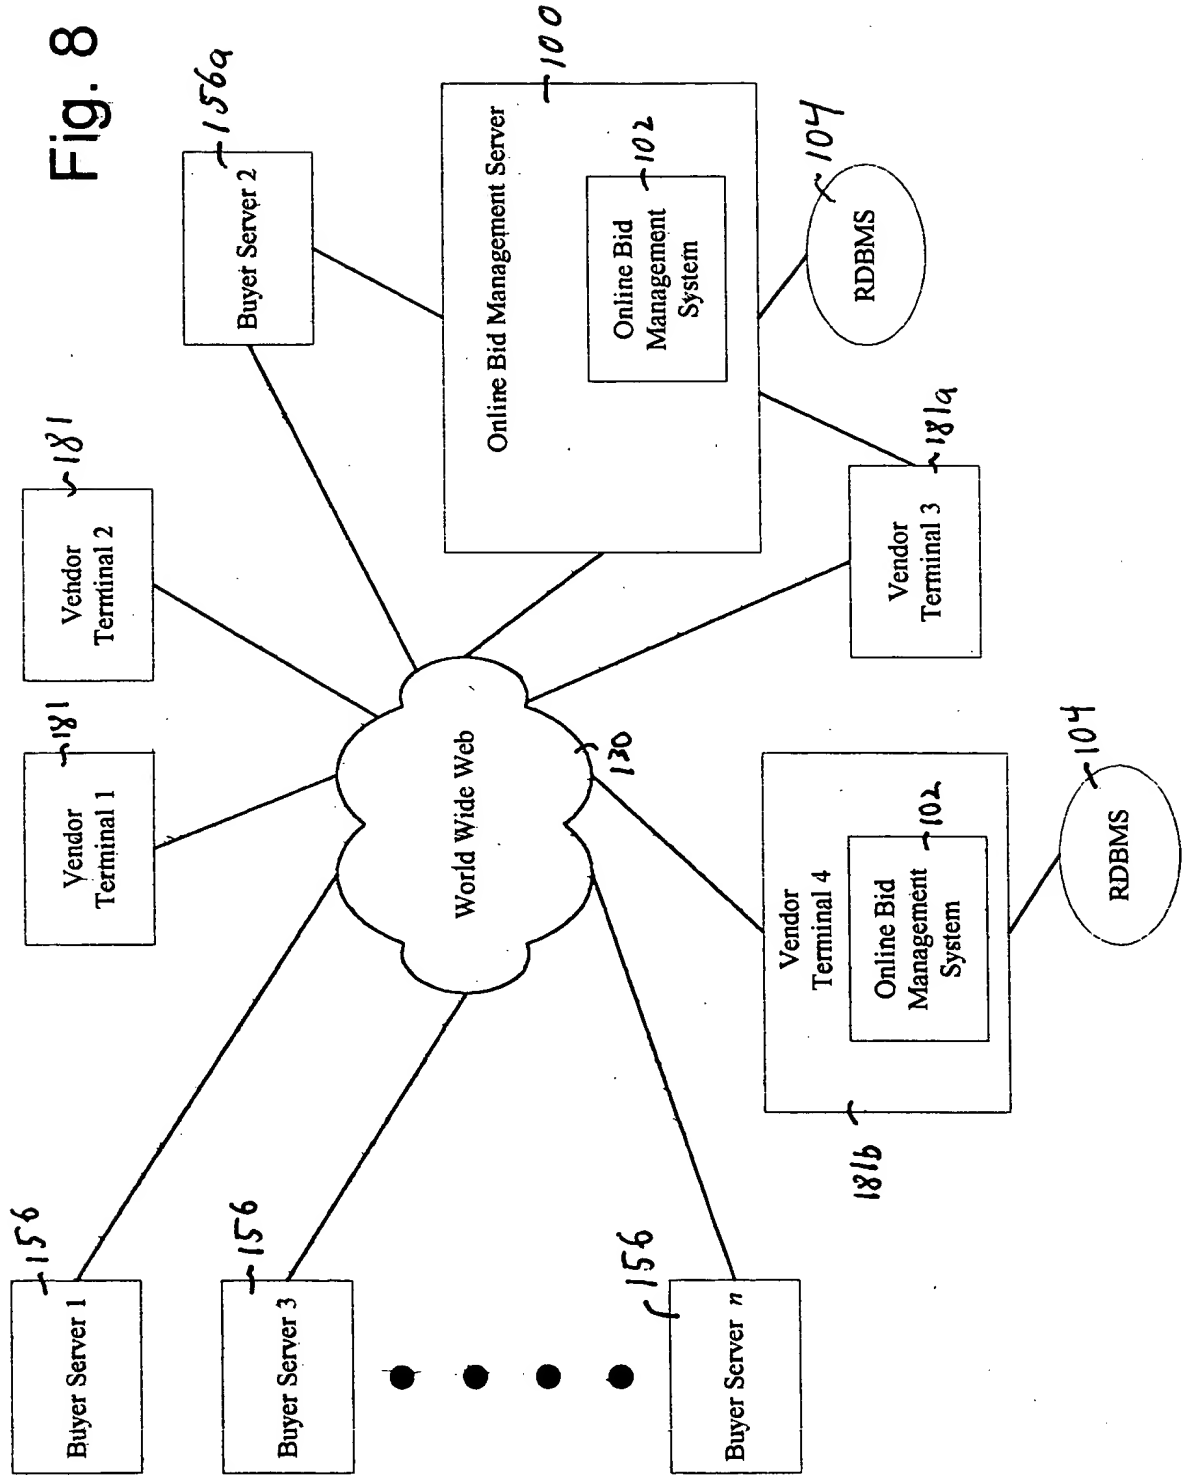 Fig. 8
Buyer Server 1
156
Buyer Server 3
156
Buyer Server n
156
Vendor
Terminal 1
181
Vendor
Terminal 2
181
Buyer Server 2
156a
World Wide Web
130
Online Bid Management Server
100
Online Bid
Management
System
102
RDBMS
104
Vendor
Terminal 3
181a
Vendor
Terminal 4
181b
Online Bid
Management
System
102
RDBMS
104